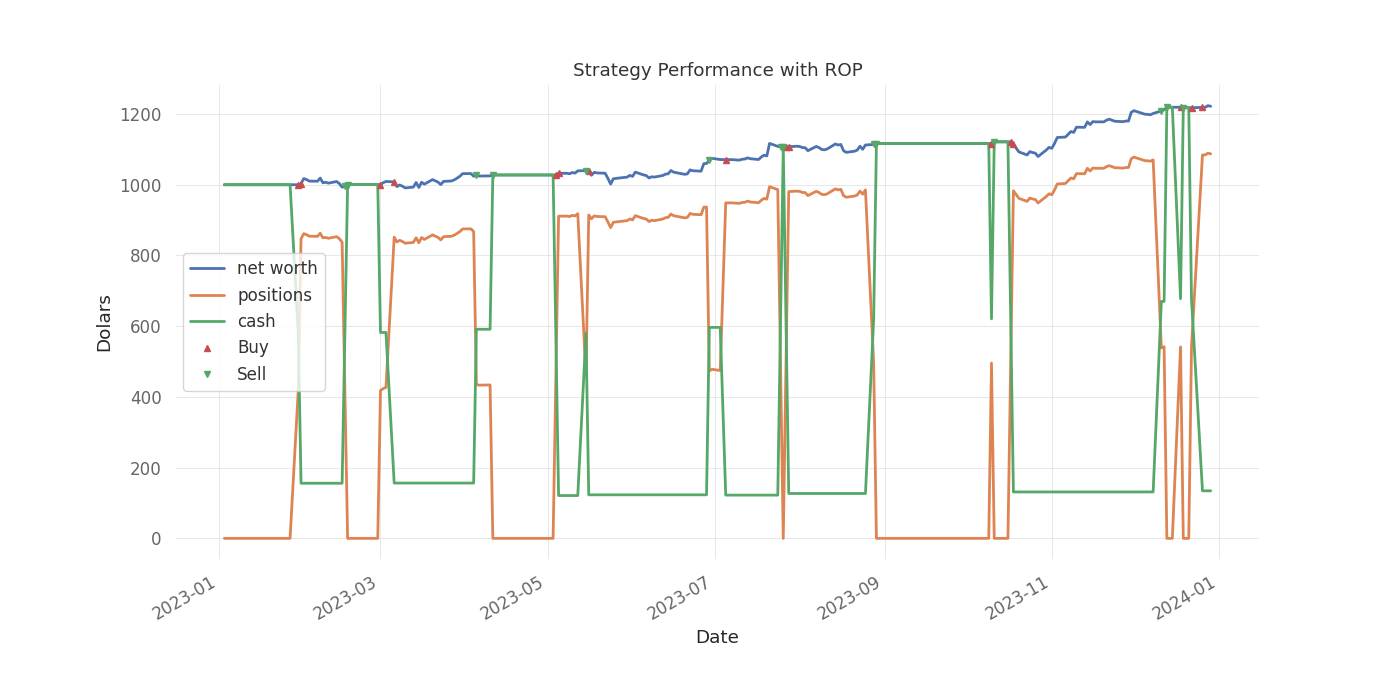 Strategy Performance with ROP
Dolars
1200
1000
800
600
400
200
0
net worth
positions
cash
Buy
Sell
2023-01
2023-03
2023-05
2023-07
2023-09
2023-11
2024-01
Date